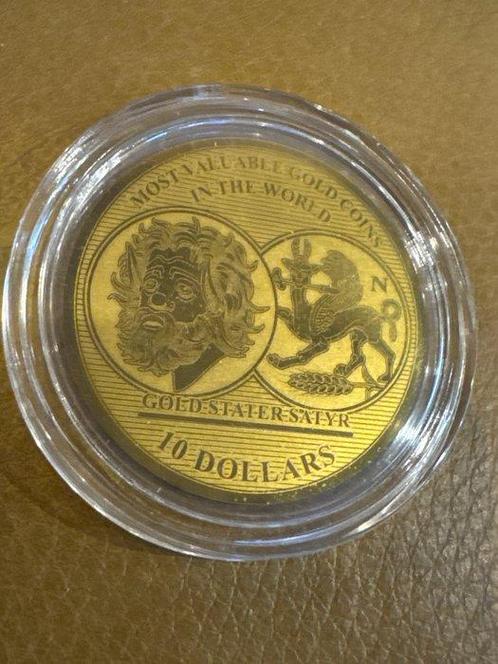 MOST VALUABLE GOLD COINS
IN THE WORLD
N
GOLD STATER SATYR
10 DOLLARS